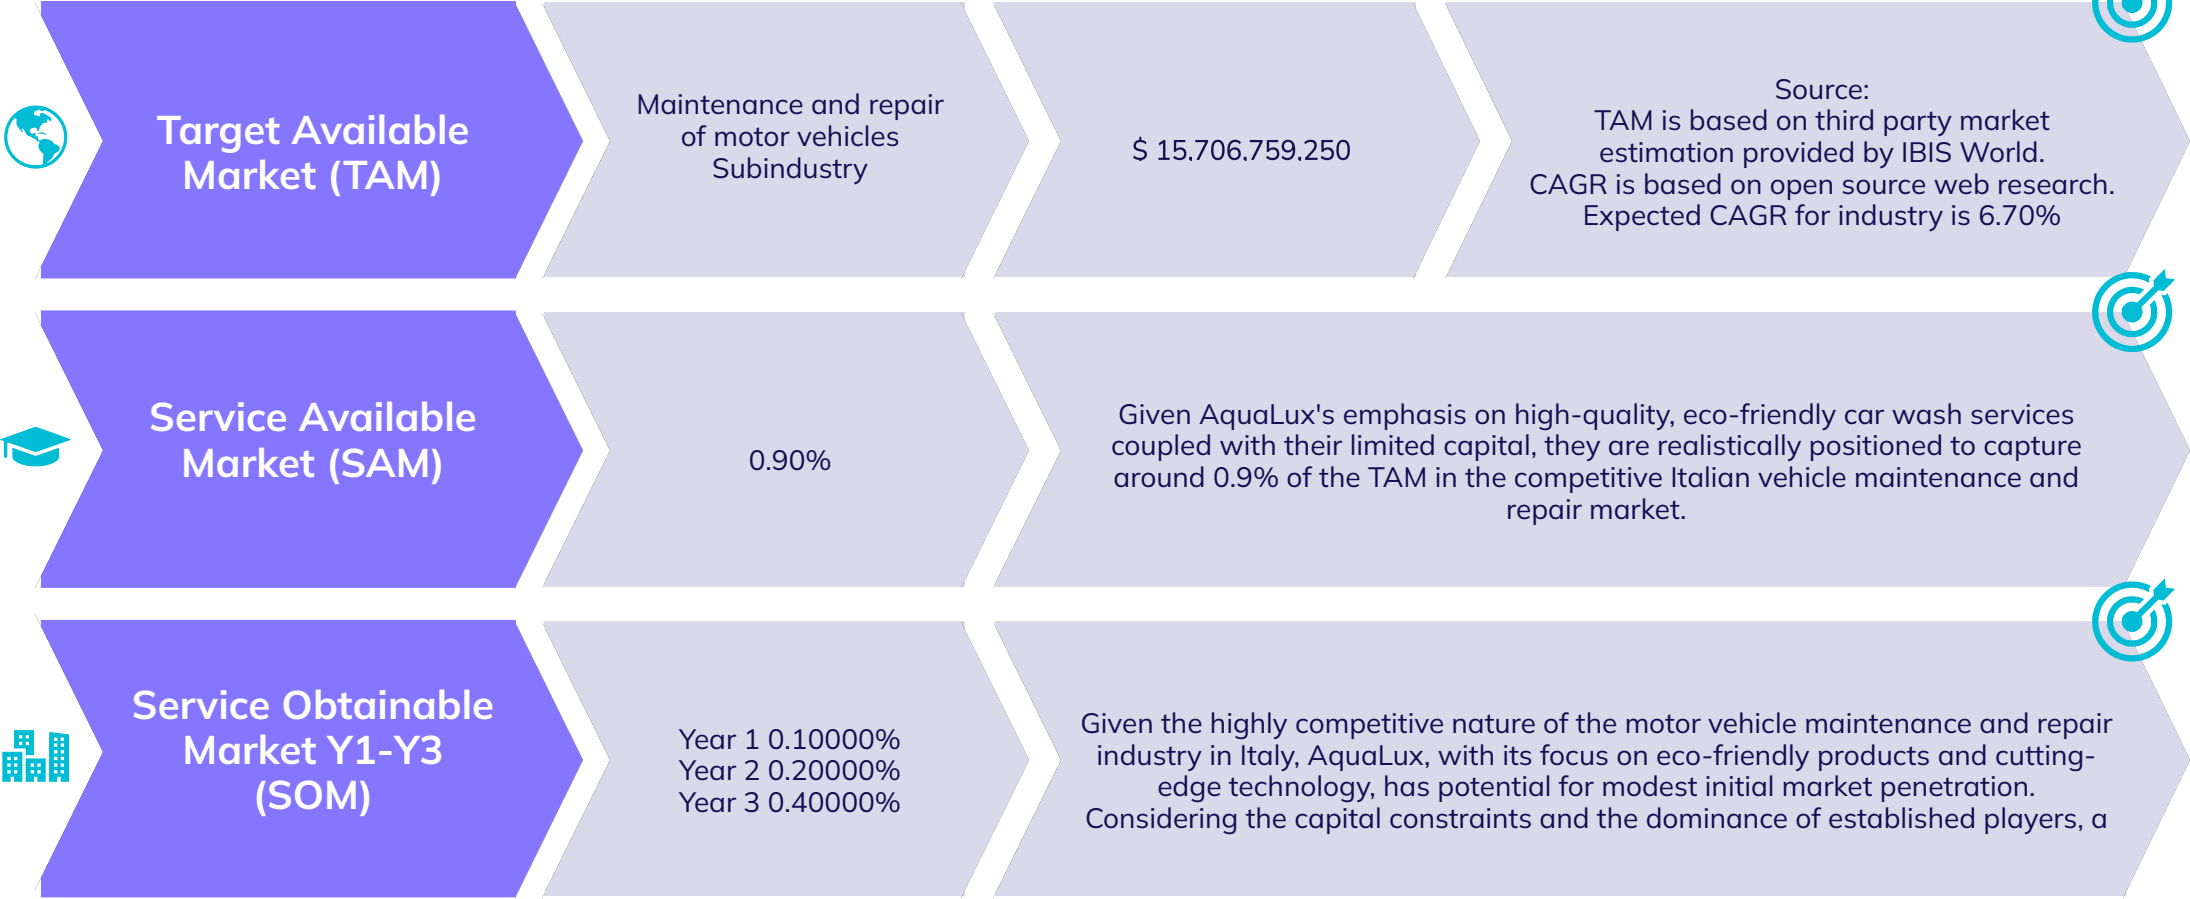 Target Available
Market (TAM)
Maintenance and repair
of motor vehicles
Subindustry
$ 15,706,759,250
Source:
TAM is based on third party market
estimation provided by IBIS World.
CAGR is based on open source web research.
Expected CAGR for industry is 6.70%
Service Available
Market (SAM)
0.90%
Given AquaLux's emphasis on high-quality, eco-friendly car wash services
coupled with their limited capital, they are realistically positioned to capture
around 0.9% of the TAM in the competitive Italian vehicle maintenance and
repair market.
Service Obtainable
Market Y1-Y3
(SOM)
Year 1 0.10000%
Year 2 0.20000%
Year 3 0.40000%
Given the highly competitive nature of the motor vehicle maintenance and repair
industry in Italy, AquaLux, with its focus on eco-friendly products and cutting-
edge technology, has potential for modest initial market penetration.
Considering the capital constraints and the dominance of established players, a